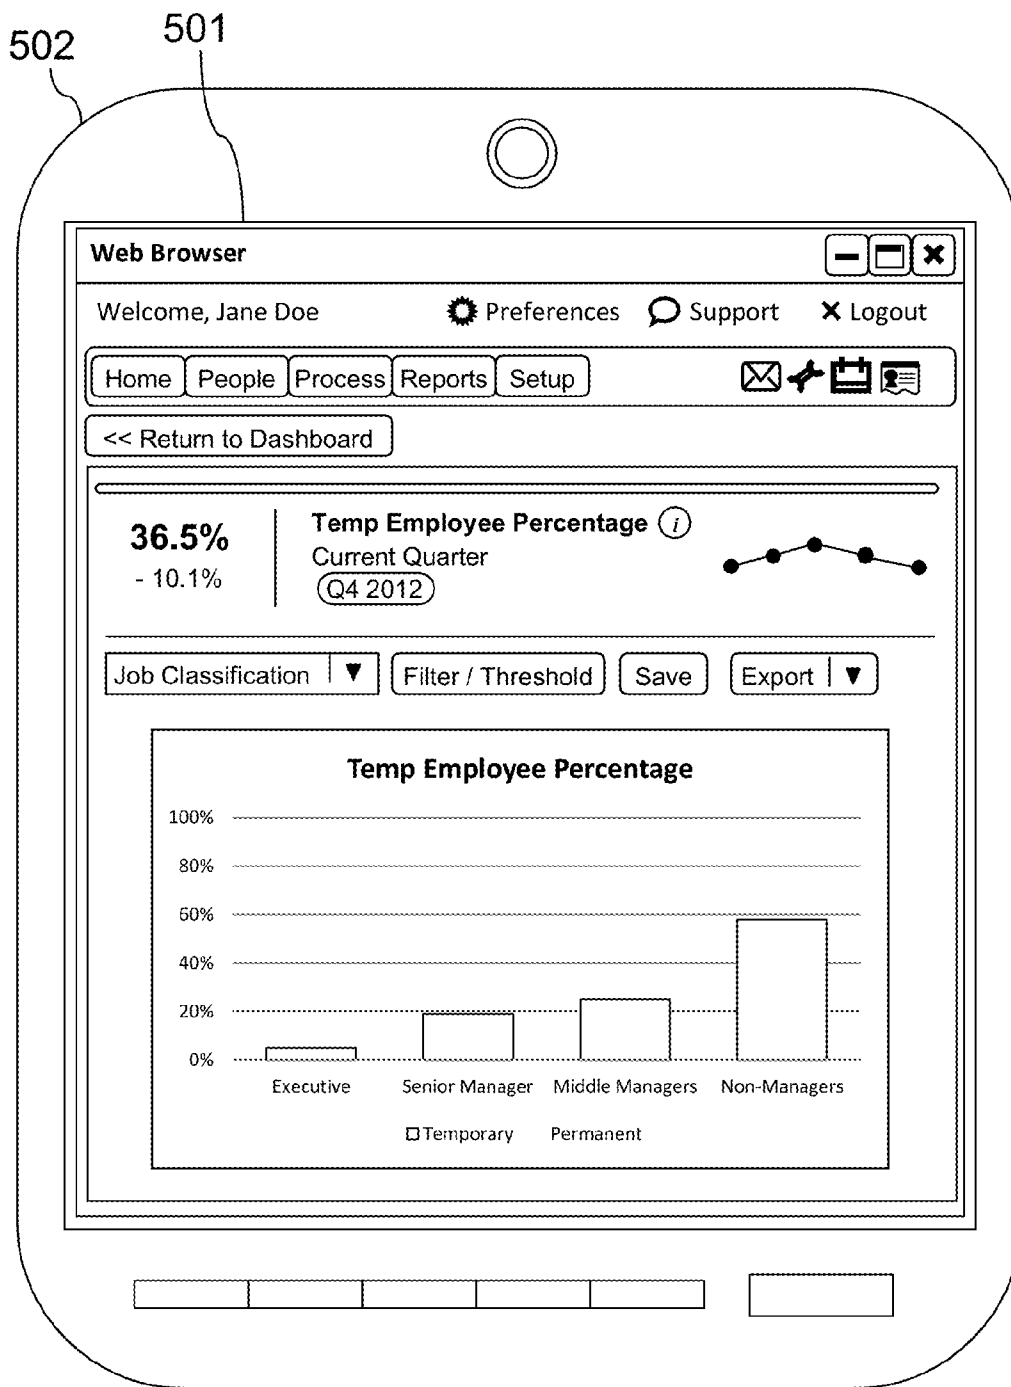 502
501
Web Browser
Welcome, Jane Doe Preferences Support Logout
Home People Process Reports Setup
<< Return to Dashboard
36.5%
- 10.1%
Temp Employee Percentage i
Current Quarter
Q4 2012
Job Classification Filter / Threshold Save Export
Temp Employee Percentage
100%
80%
60%
40%
20%
0%
Executive Senior Manager Middle Managers Non-Managers
Temporary Permanent